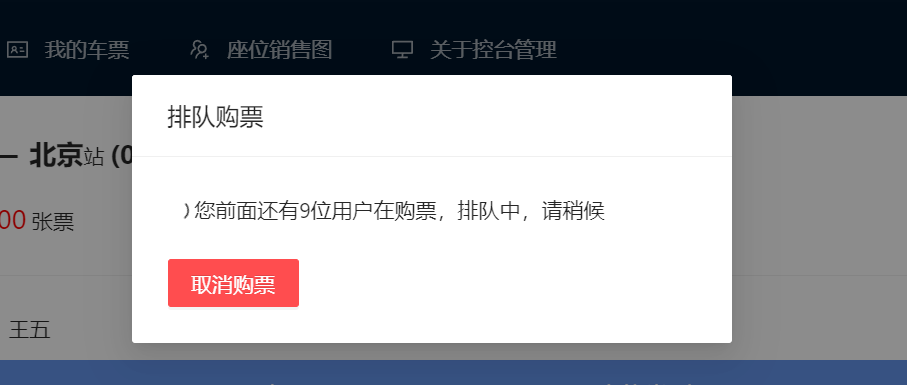 我的车票 座位销售图 关于控台管理
排队购票
— 北京站 (0
您前面还有9位用户在购票，排队中，请稍候
00 张票
取消购票
王五